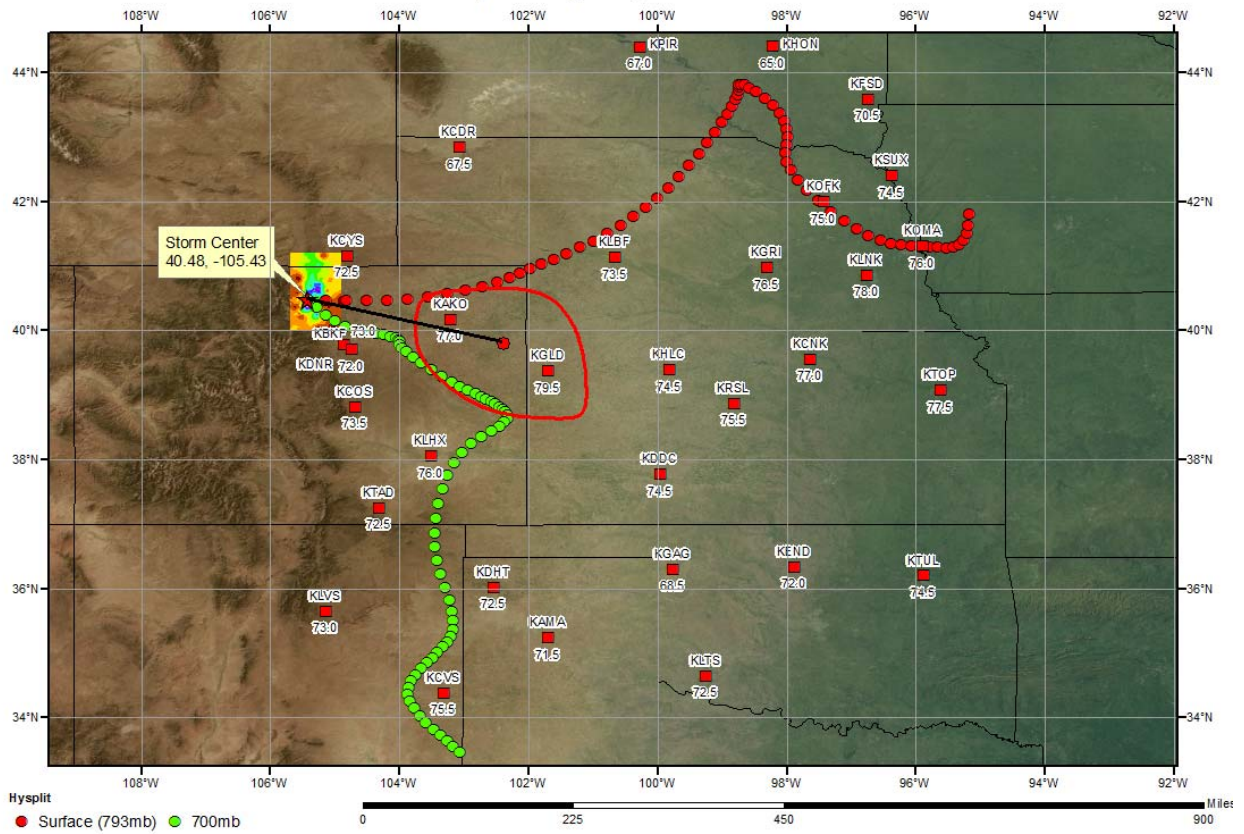 108°W 106°W 104°W 102°W 100°W 98°W 96°W 94°W 92°W
KPIR
67.0
KHON
65.0
44°N
44°N
KFSD
70.5
KCDR
67.5
KSUX
74.5
42°N
42°N
KOFK
75.0
Storm Center
40.48, -105.43
KCYS
72.5
KLBF
73.5
KOMA
76.0
KGRI
76.5
KLNK
78.0
KAKO
77.0
40°N
40°N
KBKF
73.0
KDNR
72.0
KGLD
79.5
KHLC
74.5
KCNK
77.0
KTOP
77.5
KCOS
73.5
KRSL
75.5
KLHX
76.0
38°N
38°N
KDDC
74.5
KTAD
72.5
KGAG
68.5
KEND
72.0
KTUL
74.5
36°N
36°N
KDHT
72.5
KLVS
73.0
KAMA
71.5
KLTS
72.5
KCVS
75.5
34°N
34°N
108°W 106°W 104°W 102°W 100°W 98°W 96°W 94°W 92°W
Hysplit
Surface (793mb) 700mb
Miles
0 225 450 900